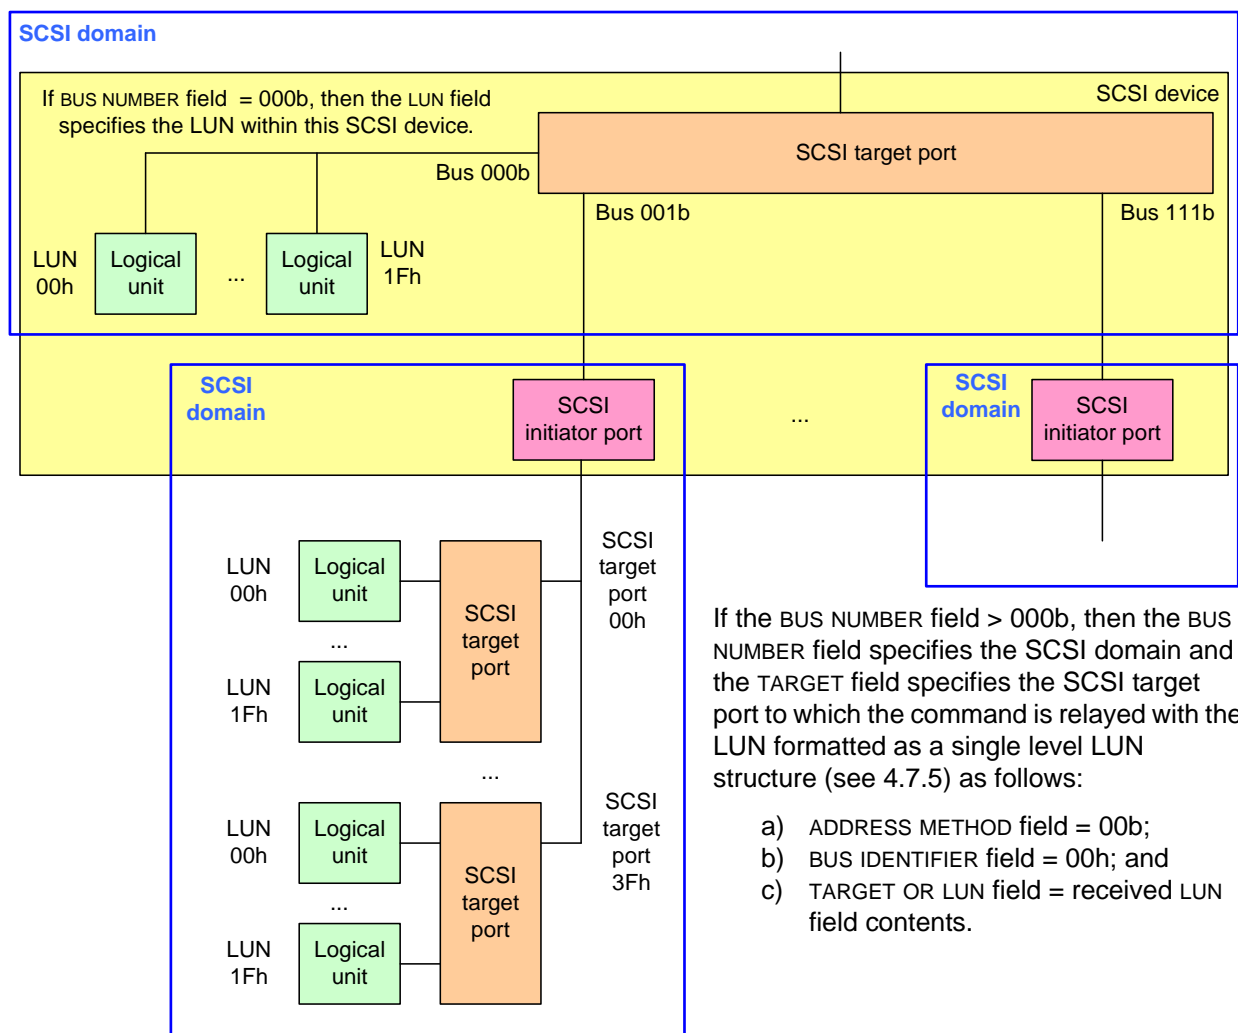 SCSI domain
SCSI device
If BUS NUMBER field = 000b, then the LUN field
specifies the LUN within this SCSI device.
SCSI target port
Bus 000b
Bus 001b
Bus 111b
LUN
00h
Logical
unit
...
Logical
unit
LUN
1Fh
SCSI
domain
SCSI
initiator port
...
SCSI
domain
SCSI
initiator port
LUN
00h
Logical
unit
...
LUN
1Fh
Logical
unit
SCSI
target
port
SCSI
target
port
00h
...
LUN
00h
Logical
unit
...
LUN
1Fh
Logical
unit
SCSI
target
port
SCSI
target
port
3Fh
If the BUS NUMBER field > 000b, then the BUS
NUMBER field specifies the SCSI domain and
the TARGET field specifies the SCSI target
port to which the command is relayed with the
LUN formatted as a single level LUN
structure (see 4.7.5) as follows:
a) ADDRESS METHOD field = 00b;
b) BUS IDENTIFIER field = 00h; and
c) TARGET OR LUN field = received LUN
field contents.